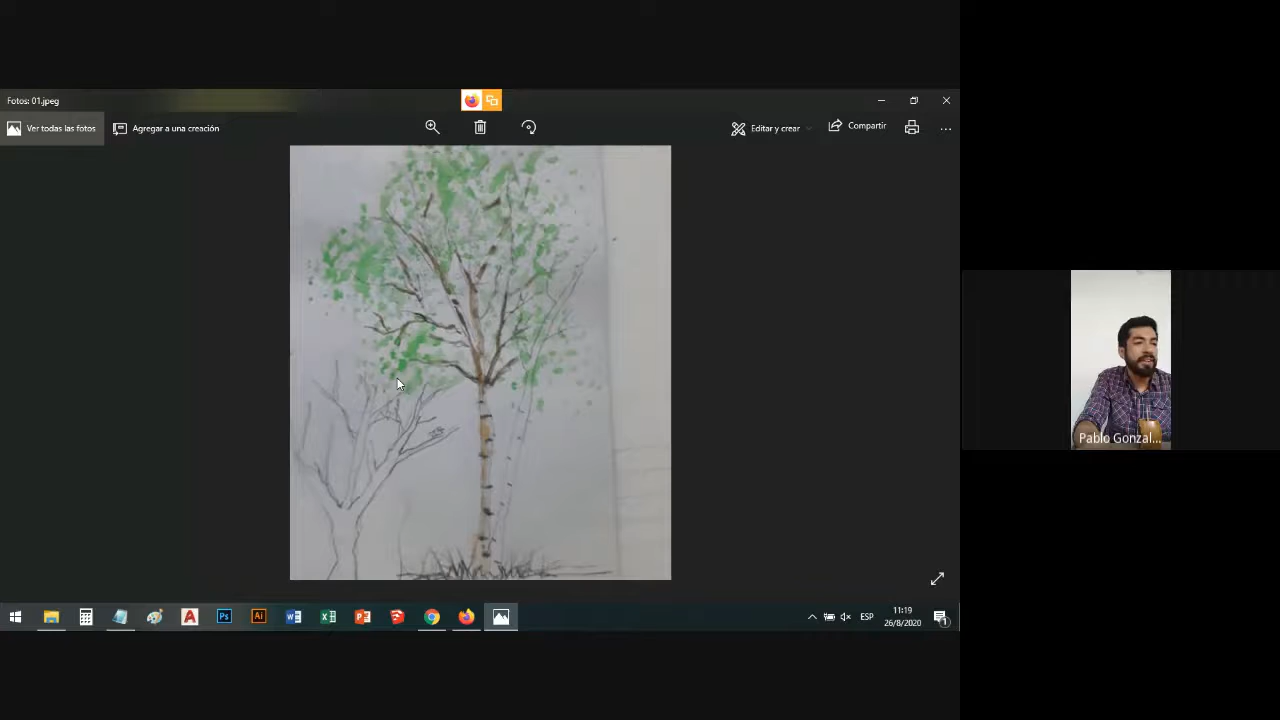 Fotos: 01.jpeg
Ver todas las fotos
Agregar a una creación
Editar y crear
Compartir
Pablo Gonzal...
11:19
ESP
26/8/2020